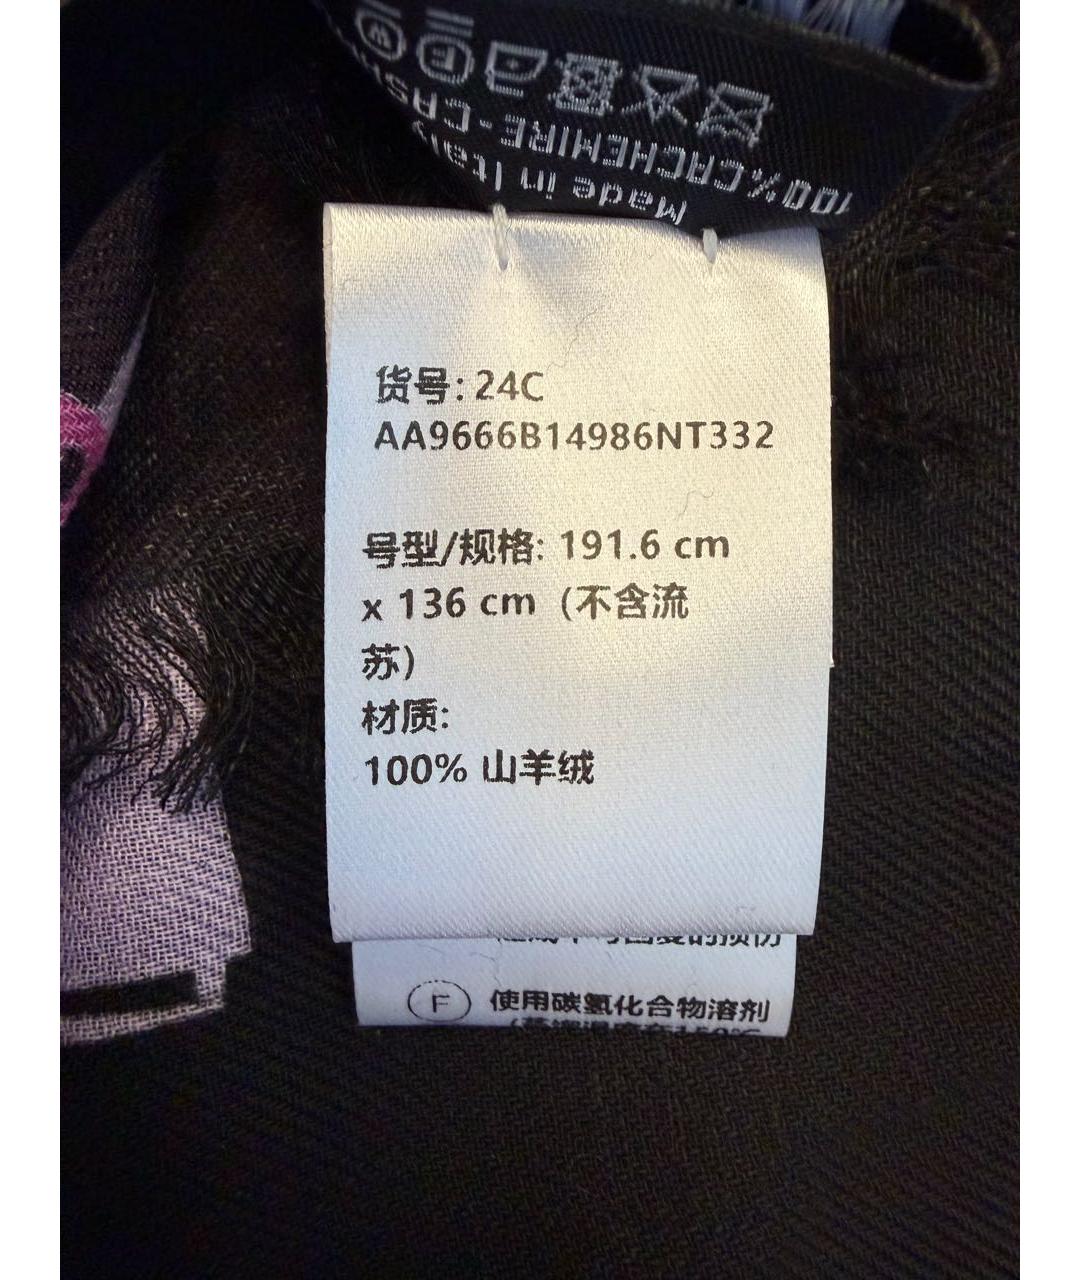 100%CACHEMIRE-CASH
Made in Italy
货号: 24C
AA9666B14986NT332
号型/规格: 191.6 cm
x 136 cm (不含流
苏)
材质:
100% 山羊绒
F 使用碳氢化合物溶剂